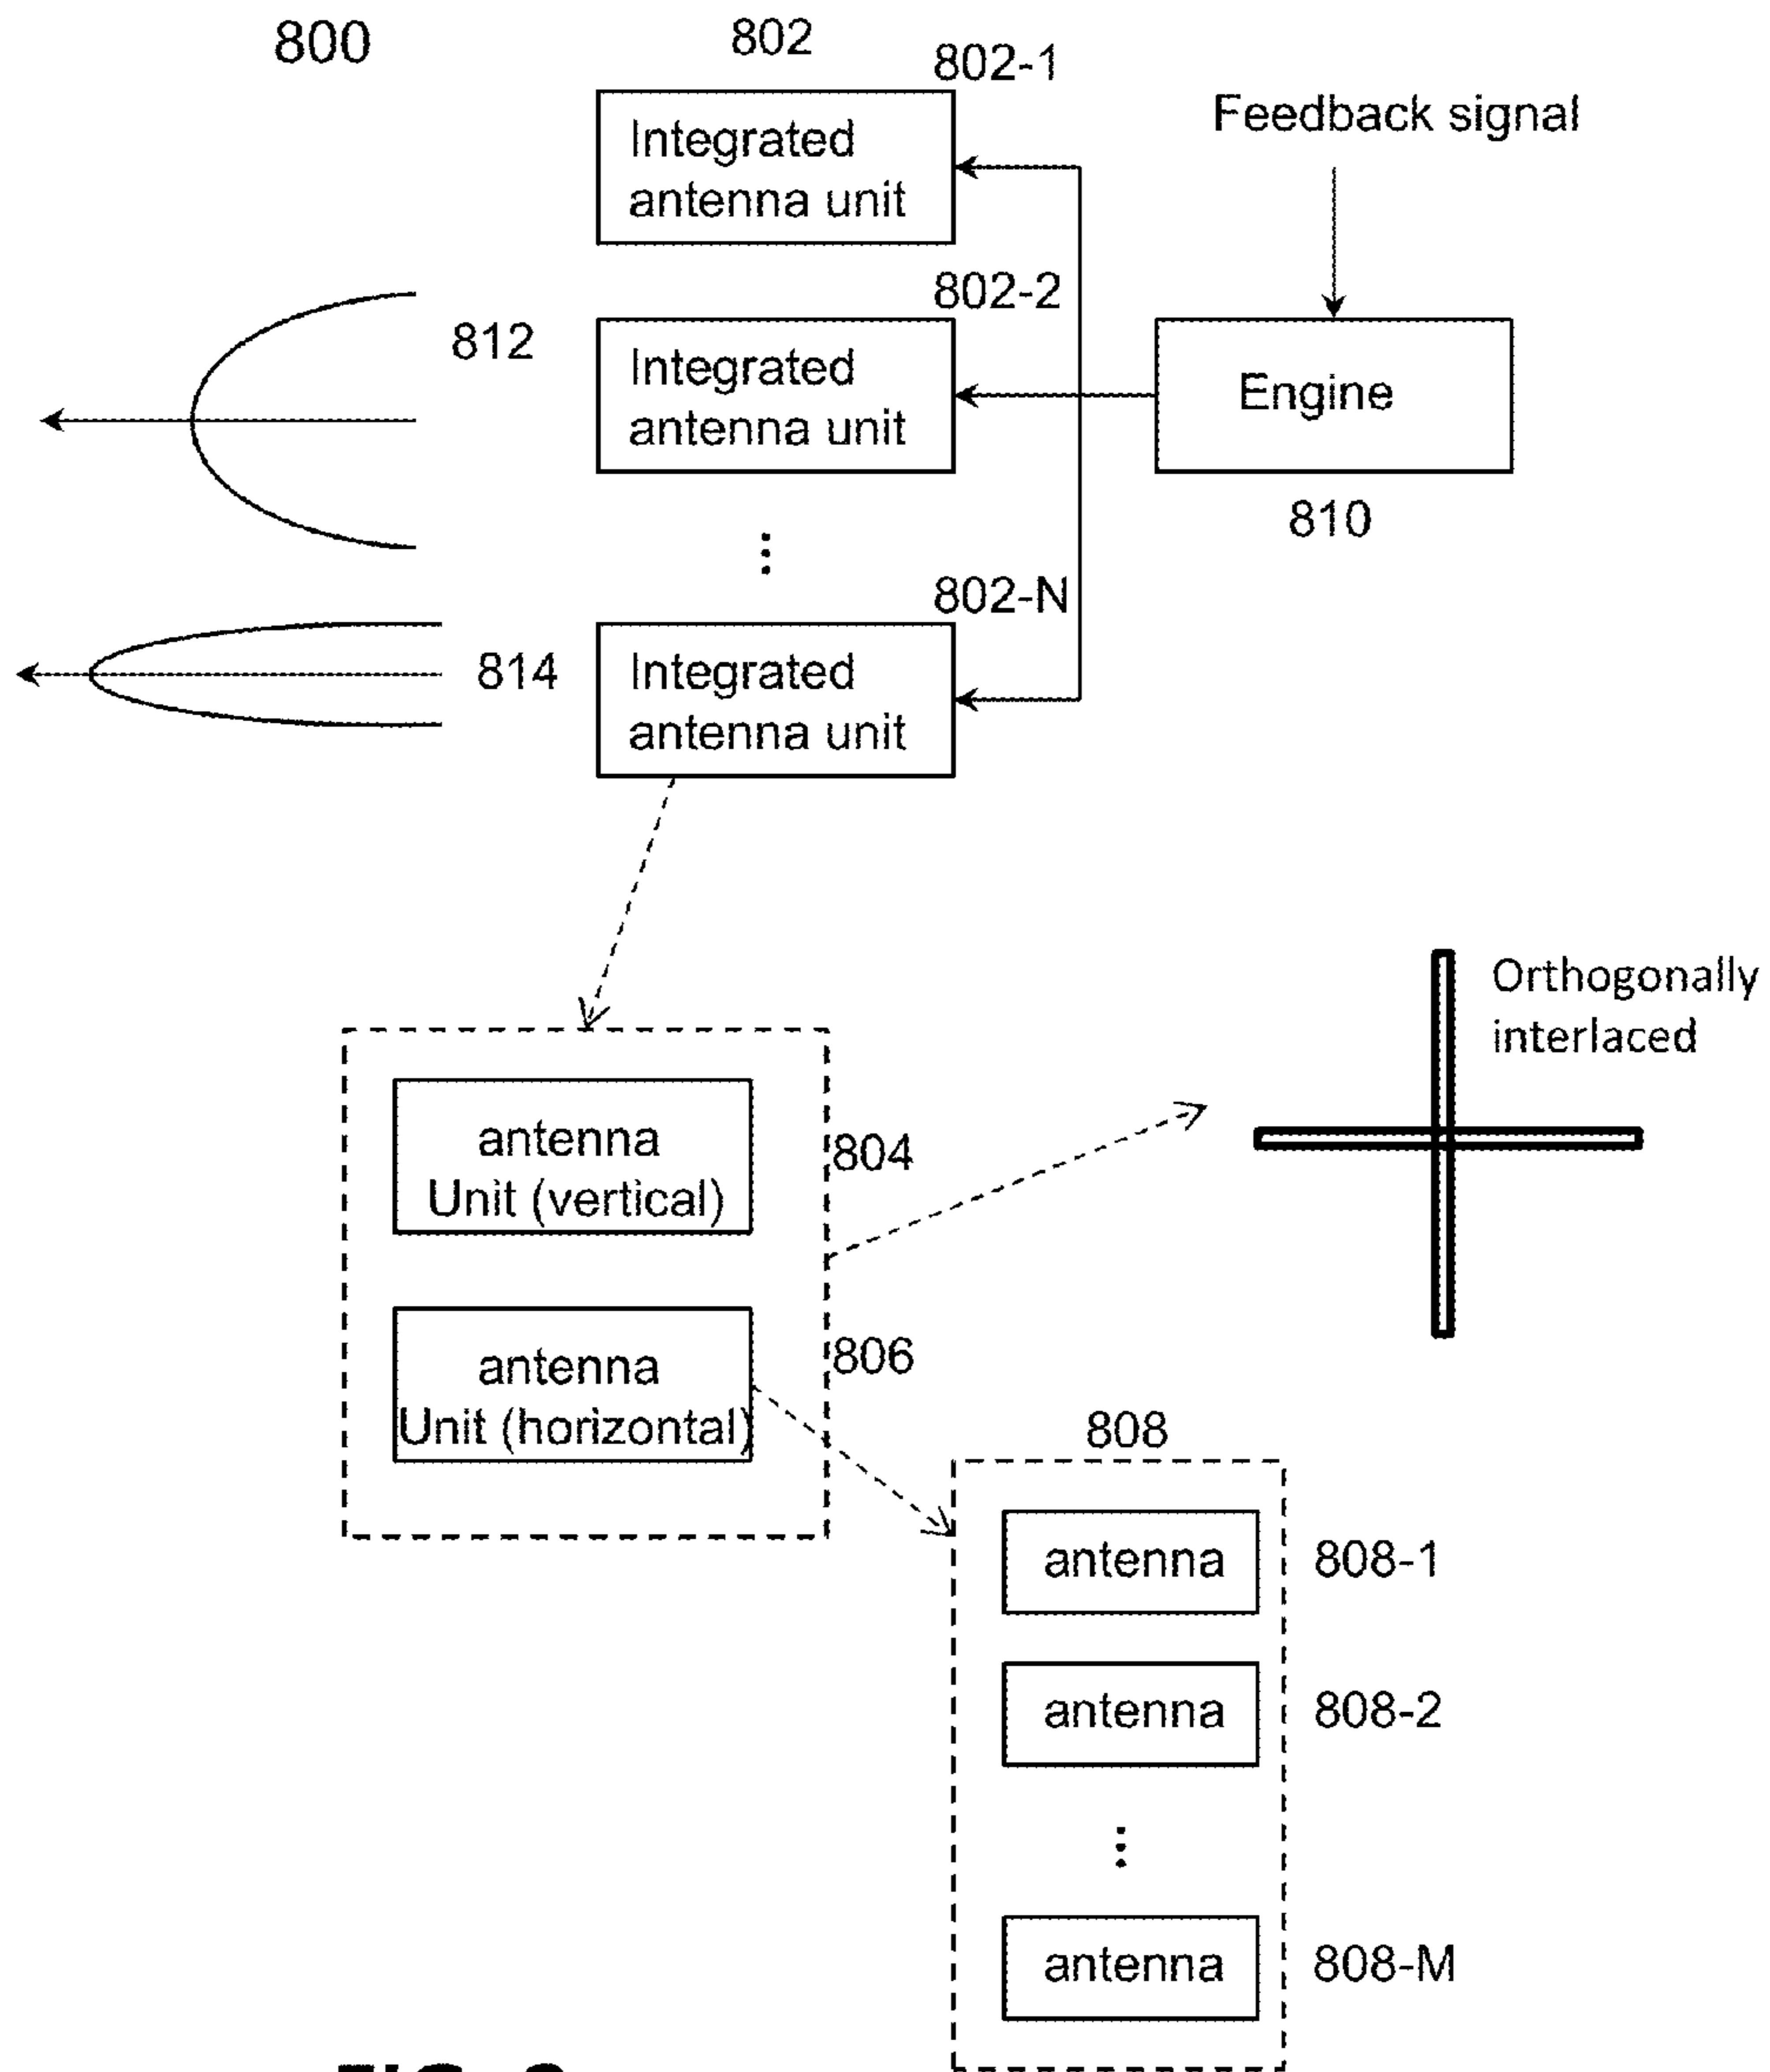 800
802
802-1
Integrated
antenna unit
Feedback signal
802-2
812
Integrated
antenna unit
Engine
810
802-N
814
Integrated
antenna unit
Orthogonally
interlaced
antenna
Unit (vertical)
804
antenna
Unit (horizontal)
806
808
antenna
808-1
antenna
808-2
antenna
808-M